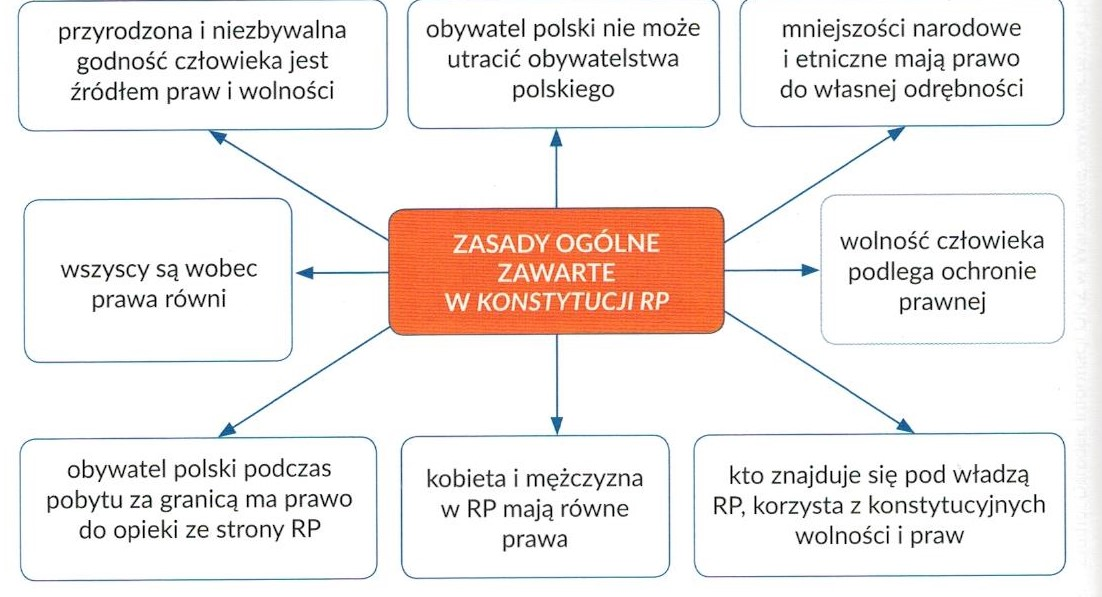 przyrodzona i niezbywalna
godność człowieka jest
źródłem praw i wolności
obywatel polski nie może
utracić obywatelstwa
polskiego
mniejszości narodowe
i etniczne mają prawo
do własnej odrębności
wszyscy są wobec
prawa równi
ZASADY OGÓLNE
ZAWARTE
W KONSTYTUCJI RP
wolność człowieka
podlega ochronie
prawnej
obywatel polski podczas
pobytu za granicą ma prawo
do opieki ze strony RP
kobieta i mężczyzna
w RP mają równe
prawa
kto znajduje się pod władzą
RP, korzysta z konstytucyjnych
wolności i praw